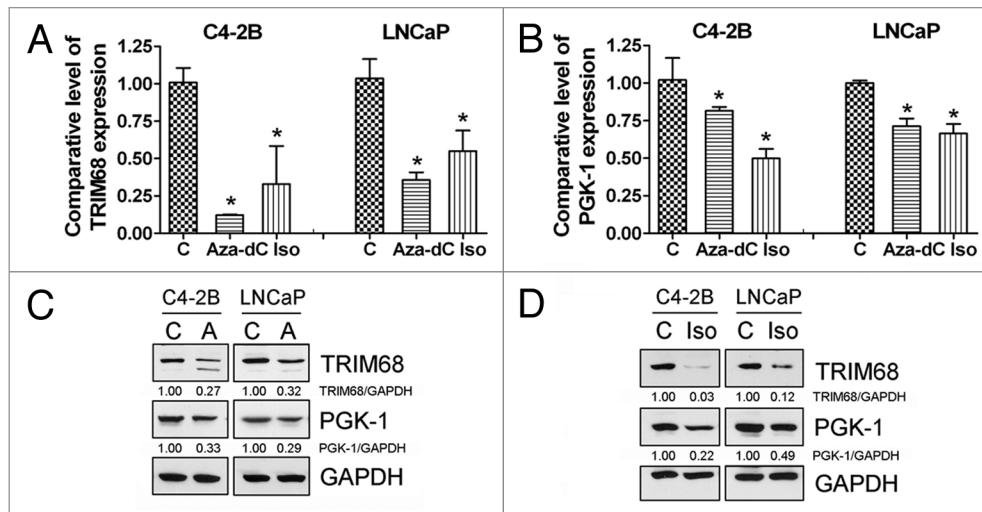 A
C4-2B
LNCaP
Comparative level of
TRIM68 expression
1.25
1.00
0.75
0.50
0.25
0.00
*
*
*
*
C
Aza-dC Iso
C
Aza-dC Iso
B
C4-2B
LNCaP
Comparative level of
PGK-1 expression
1.25
1.00
0.75
0.50
0.25
0.00
*
*
*
*
C
Aza-dC Iso
C
Aza-dC Iso
C
C4-2B LNCaP
C A C A
TRIM68
1.00 0.27 1.00 0.32 TRIM68/GAPDH
PGK-1
1.00 0.33 1.00 0.29 PGK-1/GAPDH
GAPDH
D
C4-2B LNCaP
C Iso C Iso
TRIM68
1.00 0.03 1.00 0.12 TRIM68/GAPDH
PGK-1
1.00 0.22 1.00 0.49 PGK-1/GAPDH
GAPDH